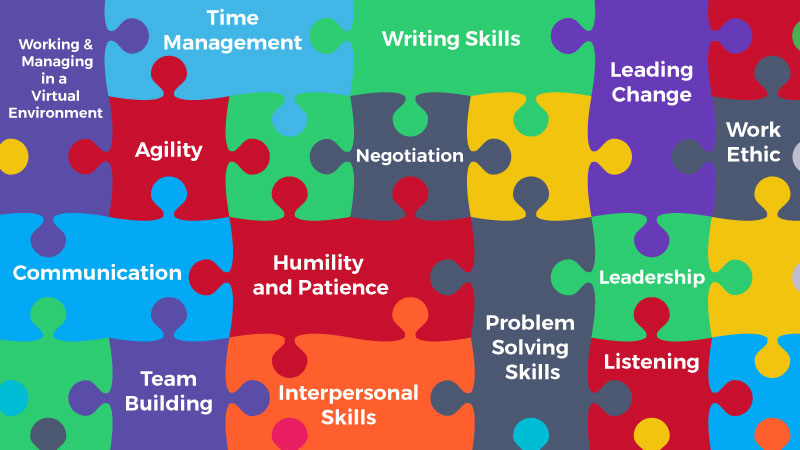 Working &
Managing
in a
Virtual
Environment
Time
Management
Writing Skills
Leading
Change
Work
Ethic
Agility
Negotiation
Communication
Humility
and Patience
Leadership
Problem
Solving
Skills
Listening
Team
Building
Interpersonal
Skills